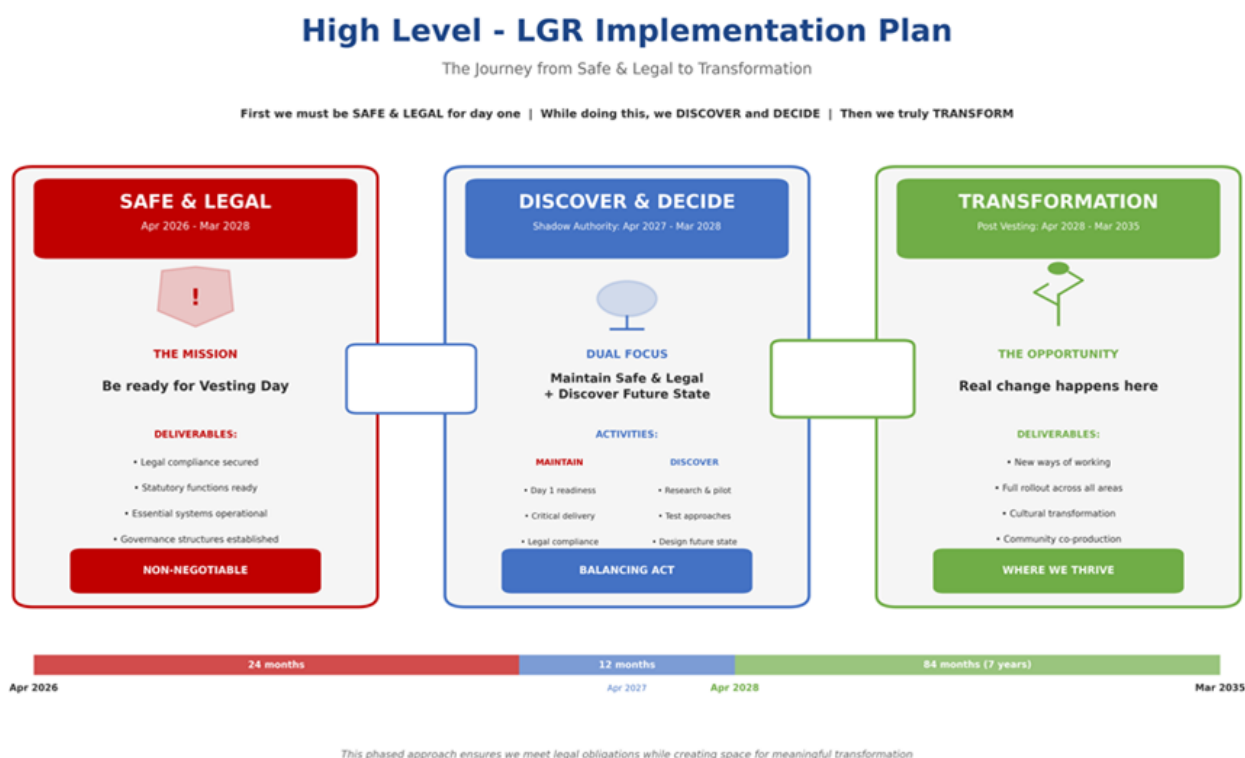 High Level - LGR Implementation Plan
The Journey from Safe & Legal to Transformation
First we must be SAFE & LEGAL for day one | While doing this, we DISCOVER and DECIDE | Then we truly TRANSFORM
SAFE & LEGAL
Apr 2026 - Mar 2028
!
THE MISSION
Be ready for Vesting Day
DELIVERABLES:
• Legal compliance secured
• Statutory functions ready
• Essential systems operational
• Governance structures established
NON-NEGOTIABLE
DISCOVER & DECIDE
Shadow Authority: Apr 2027 - Mar 2028
DUAL FOCUS
Maintain Safe & Legal
+ Discover Future State
ACTIVITIES:
MAINTAIN
• Day 1 readiness
• Critical delivery
• Legal compliance
DISCOVER
• Research & pilot
• Test approaches
• Design future state
BALANCING ACT
TRANSFORMATION
Post Vesting: Apr 2028 - Mar 2035
THE OPPORTUNITY
Real change happens here
DELIVERABLES:
• New ways of working
• Full rollout across all areas
• Cultural transformation
• Community co-production
WHERE WE THRIVE
24 months
12 months
84 months (7 years)
Apr 2026
Apr 2027
Apr 2028
Mar 2035
This phased approach ensures we meet legal obligations while creating space for meaningful transformation